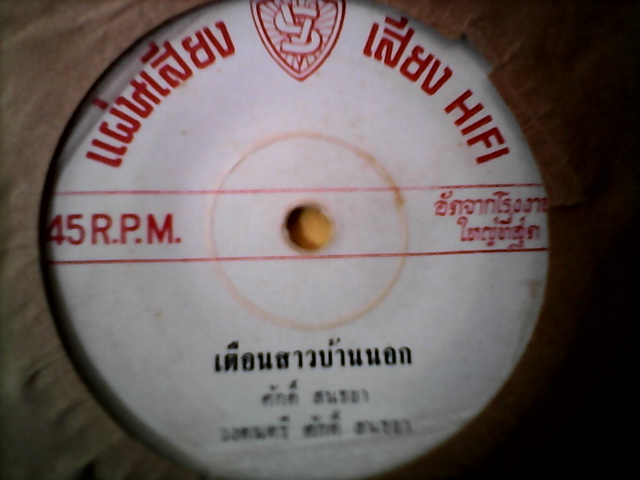 แผ่นเสียง
เสียง HIFI
45 R.P.M.
อัดจากโรงงาน
ใหญ่ที่สุด
เตือนสาวบ้านนอก
ศักดิ์ สนธยา
วงดนตรี ศักดิ์ สนธยา